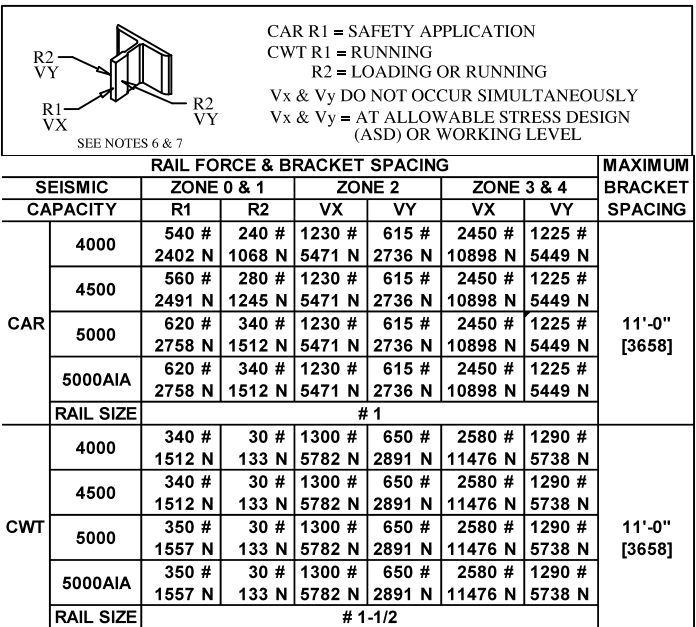 CAR R1 = SAFETY APPLICATION
CWT R1 = RUNNING
R2 = LOADING OR RUNNING
Vx & Vy DO NOT OCCUR SIMULTANEOUSLY
Vx & Vy = AT ALLOWABLE STRESS DESIGN
(ASD) OR WORKING LEVEL
R2
VY
R1
VX
R2
VY
SEE NOTES 6 & 7
RAIL FORCE & BRACKET SPACING MAXIMUM
SEISMIC ZONE 0 & 1 ZONE 2 ZONE 3 & 4 BRACKET
CAPACITY R1 R2 VX VY VX VY SPACING
CAR
4000 540 # 240 # 1230 # 615 # 2450 # 1225 #
2402 N 1068 N 5471 N 2736 N 10898 N 5449 N
4500 560 # 280 # 1230 # 615 # 2450 # 1225 #
2491 N 1245 N 5471 N 2736 N 10898 N 5449 N
5000 620 # 340 # 1230 # 615 # 2450 # 1225 # 11'-0"
2758 N 1512 N 5471 N 2736 N 10898 N 5449 N [3658]
5000AIA 620 # 340 # 1230 # 615 # 2450 # 1225 #
2758 N 1512 N 5471 N 2736 N 10898 N 5449 N
RAIL SIZE # 1
CWT
4000 340 # 30 # 1300 # 650 # 2580 # 1290 #
1512 N 133 N 5782 N 2891 N 11476 N 5738 N
4500 340 # 30 # 1300 # 650 # 2580 # 1290 #
1512 N 133 N 5782 N 2891 N 11476 N 5738 N
5000 350 # 30 # 1300 # 650 # 2580 # 1290 # 11'-0"
1557 N 133 N 5782 N 2891 N 11476 N 5738 N [3658]
5000AIA 350 # 30 # 1300 # 650 # 2580 # 1290 #
1557 N 133 N 5782 N 2891 N 11476 N 5738 N
RAIL SIZE # 1-1/2